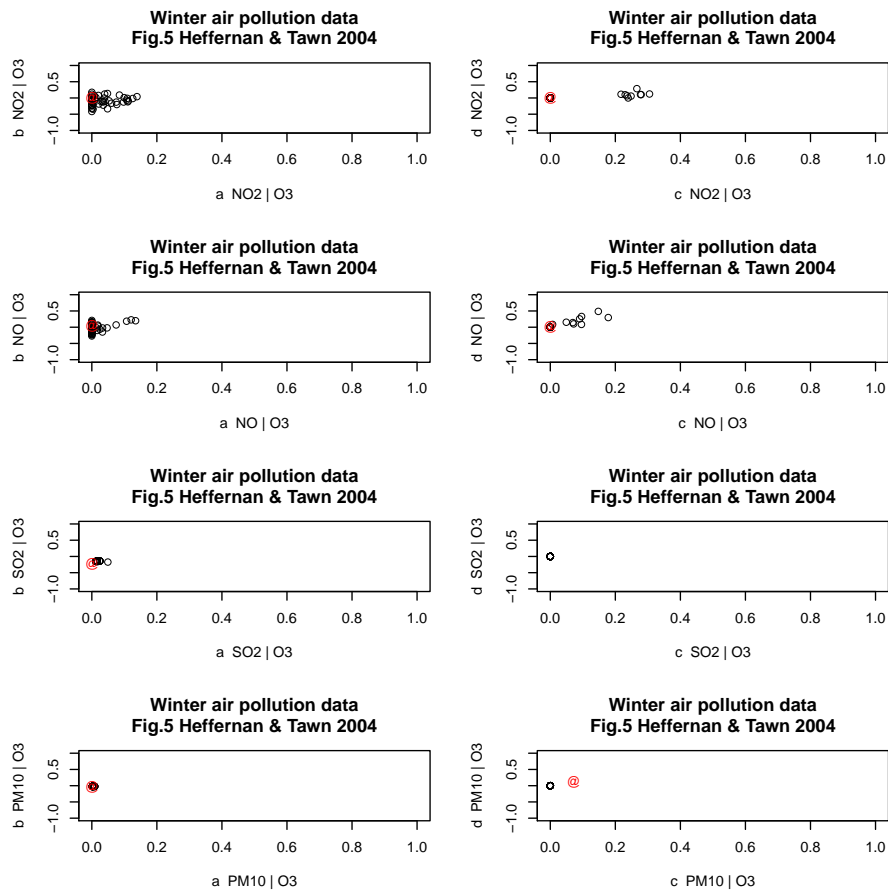 Winter air pollution data
Fig.5 Heffernan & Tawn 2004
b NO2 | O3
0.5
−1.0
@
0.0 0.2 0.4 0.6 0.8 1.0
a NO2 | O3
Winter air pollution data
Fig.5 Heffernan & Tawn 2004
d NO2 | O3
0.5
−1.0
@
0.0 0.2 0.4 0.6 0.8 1.0
c NO2 | O3
Winter air pollution data
Fig.5 Heffernan & Tawn 2004
b NO | O3
0.5
−1.0
@
0.0 0.2 0.4 0.6 0.8 1.0
a NO | O3
Winter air pollution data
Fig.5 Heffernan & Tawn 2004
d NO | O3
0.5
−1.0
@
0.0 0.2 0.4 0.6 0.8 1.0
c NO | O3
Winter air pollution data
Fig.5 Heffernan & Tawn 2004
b SO2 | O3
0.5
−1.0
@
0.0 0.2 0.4 0.6 0.8 1.0
a SO2 | O3
Winter air pollution data
Fig.5 Heffernan & Tawn 2004
d SO2 | O3
0.5
−1.0
0.0 0.2 0.4 0.6 0.8 1.0
c SO2 | O3
Winter air pollution data
Fig.5 Heffernan & Tawn 2004
b PM10 | O3
0.5
−1.0
@
0.0 0.2 0.4 0.6 0.8 1.0
a PM10 | O3
Winter air pollution data
Fig.5 Heffernan & Tawn 2004
d PM10 | O3
0.5
−1.0
@
0.0 0.2 0.4 0.6 0.8 1.0
c PM10 | O3